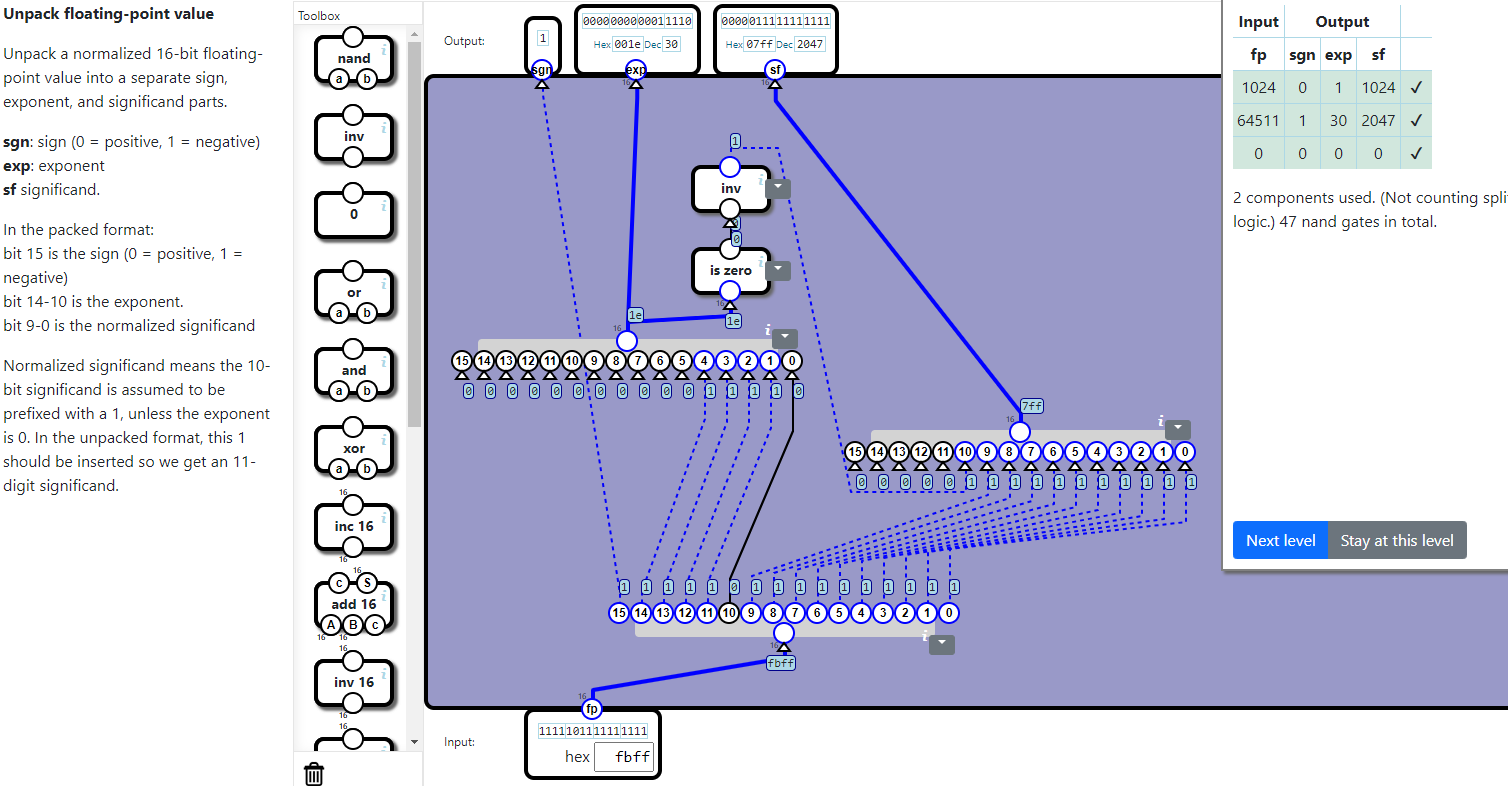 Unpack floating-point value
Unpack a normalized 16-bit floating-
point value into a separate sign,
exponent, and significand parts.
sgn: sign (0 = positive, 1 = negative)
exp: exponent
sf significand.
In the packed format:
bit 15 is the sign (0 = positive, 1 =
negative)
bit 14-10 is the exponent.
bit 9-0 is the normalized significand
Normalized significand means the 10-
bit significand is assumed to be
prefixed with a 1, unless the exponent
is 0. In the unpacked format, this 1
should be inserted so we get an 11-
digit significand.
Toolbox
nand
a b
inv
0
or
a b
and
a b
xor
a b
16
inc 16
16
c S
add 16
A B c
16 16
16
inv 16
16
16
Output:
1
sgn
0000000000011110
Hex 001e Dec 30
exp
16
0000011111111111
Hex 07ff Dec 2047
sf
16
1
inv
0
0
is zero
16
1e
1e
16
15 14 13 12 11 10 9 8 7 6 5 4 3 2 1 0
0 0 0 0 0 0 0 0 0 0 0 1 1 1 1 0
7ff
16
15 14 13 12 11 10 9 8 7 6 5 4 3 2 1 0
0 0 0 0 0 1 1 1 1 1 1 1 1 1 1 1
1 1 1 1 1 0 1 1 1 1 1 1 1 1 1 1
15 14 13 12 11 10 9 8 7 6 5 4 3 2 1 0
16
fbff
16
fp
Input:
1111101111111111
hex fbff
Input Output
fp sgn exp sf
1024 0 1 1024 ✓
64511 1 30 2047 ✓
0 0 0 0 ✓
2 components used. (Not counting spli
logic.) 47 nand gates in total.
Next level Stay at this level